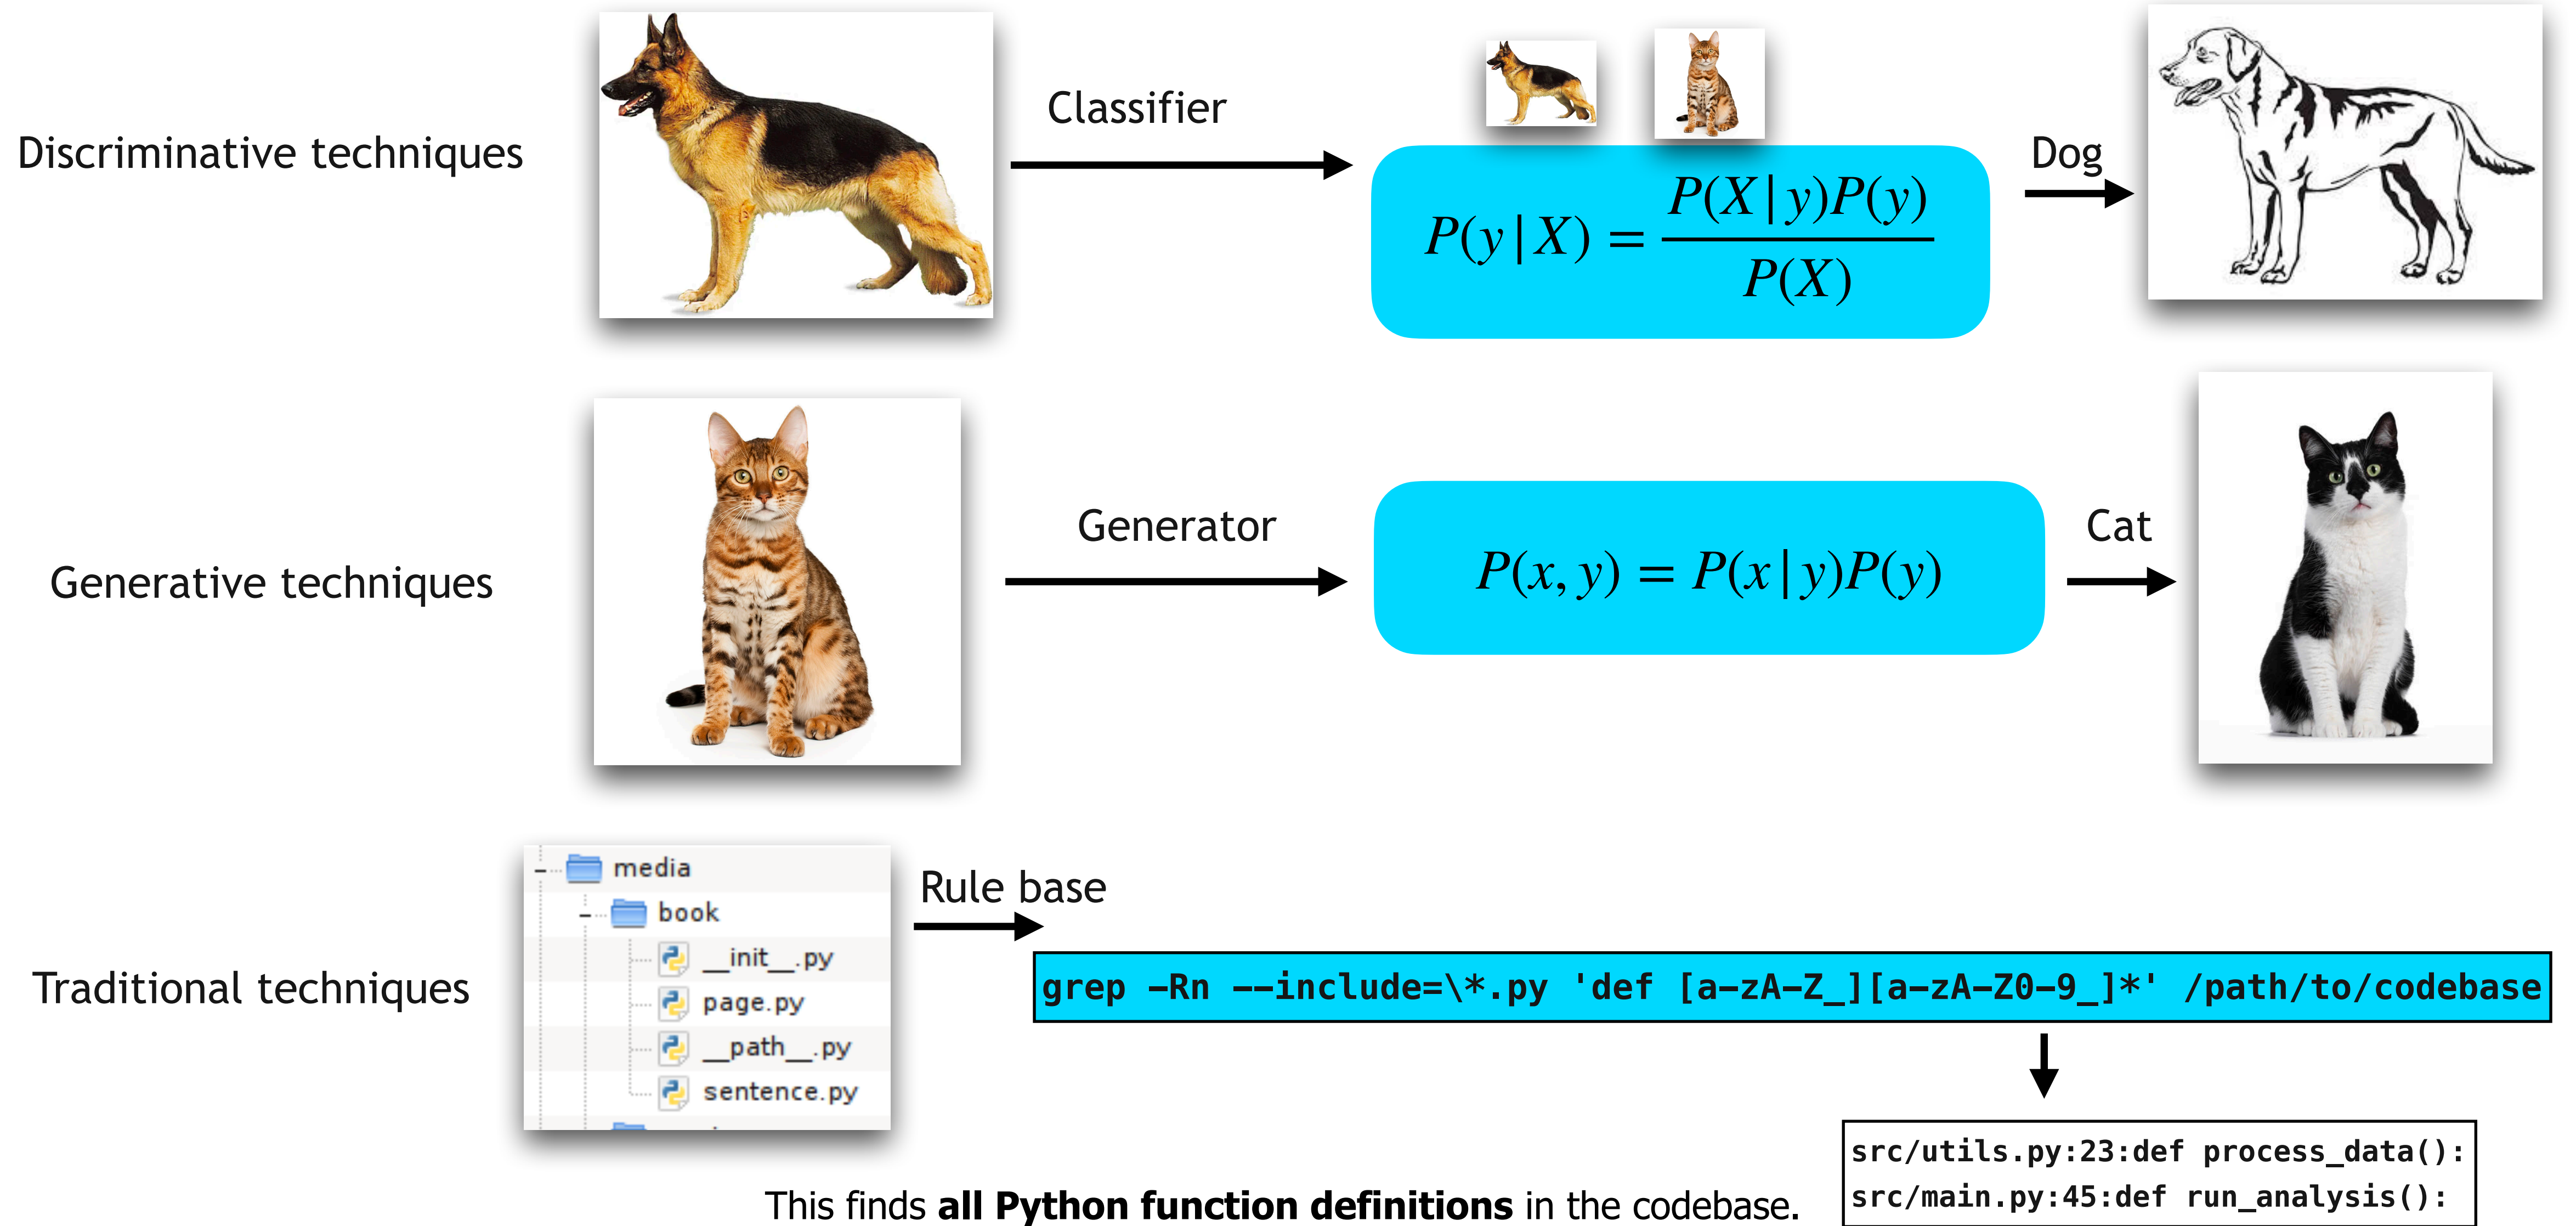 Discriminative techniques
Classifier
P(y|X) = P(X|y)P(y) / P(X)
Dog
Generative techniques
Generator
P(x, y) = P(x|y)P(y)
Cat
Traditional techniques
media
book
__init__.py
page.py
__path__.py
sentence.py
Rule base
grep -Rn --include=\*.py 'def [a-zA-Z_][a-zA-Z0-9_]*' /path/to/codebase
src/utils.py:23:def process_data():
src/main.py:45:def run_analysis():
This finds all Python function definitions in the codebase.